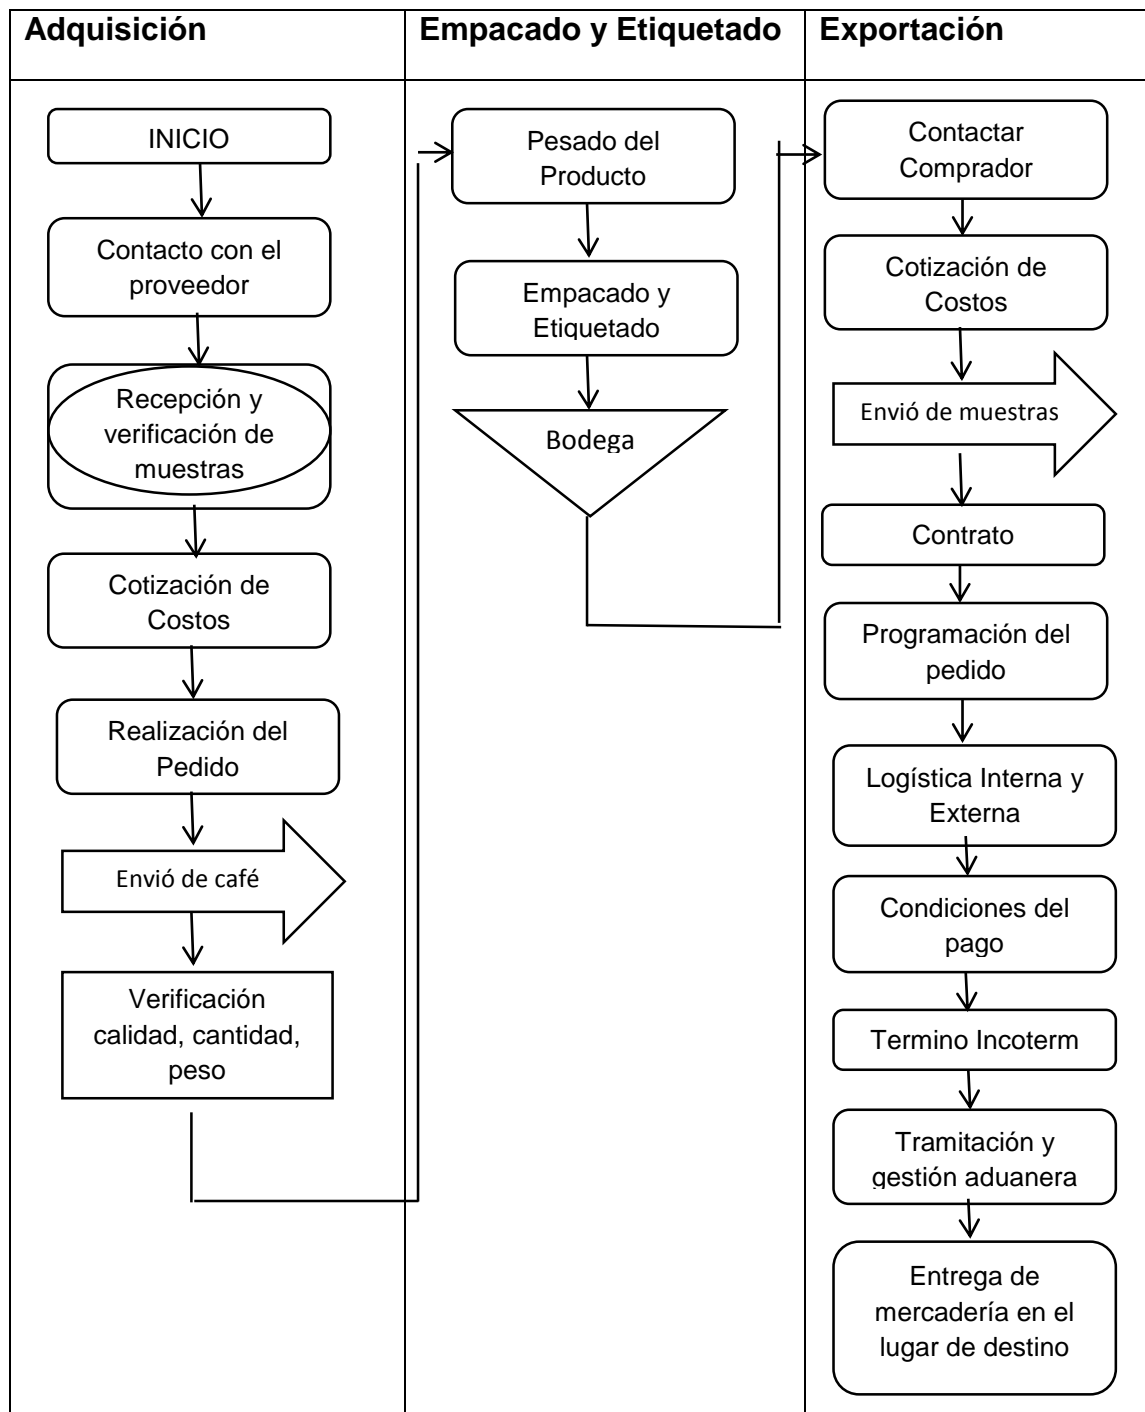 Adquisición
Empacado y Etiquetado
Exportación
INICIO
Contacto con el
proveedor
Recepción y
verificación de
muestras
Cotización de
Costos
Realización del
Pedido
Envió de café
Verificación
calidad, cantidad,
peso
Pesado del
Producto
Empacado y
Etiquetado
Bodega
Contactar
Comprador
Cotización de
Costos
Envió de muestras
Contrato
Programación del
pedido
Logística Interna y
Externa
Condiciones del
pago
Termino Incoterm
Tramitación y
gestión aduanera
Entrega de
mercadería en el
lugar de destino